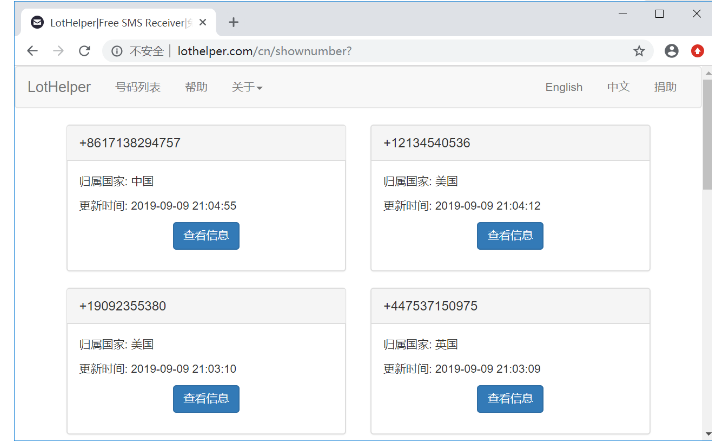 LotHelper|Free SMS Receiver|
不安全 | lothelper.com/cn/shownumber?
LotHelper 号码列表 帮助 关于 English 中文 捐助
+8617138294757
归属国家: 中国
更新时间: 2019-09-09 21:04:55
查看信息
+12134540536
归属国家: 美国
更新时间: 2019-09-09 21:04:12
查看信息
+19092355380
归属国家: 美国
更新时间: 2019-09-09 21:03:10
查看信息
+447537150975
归属国家: 英国
更新时间: 2019-09-09 21:03:09
查看信息